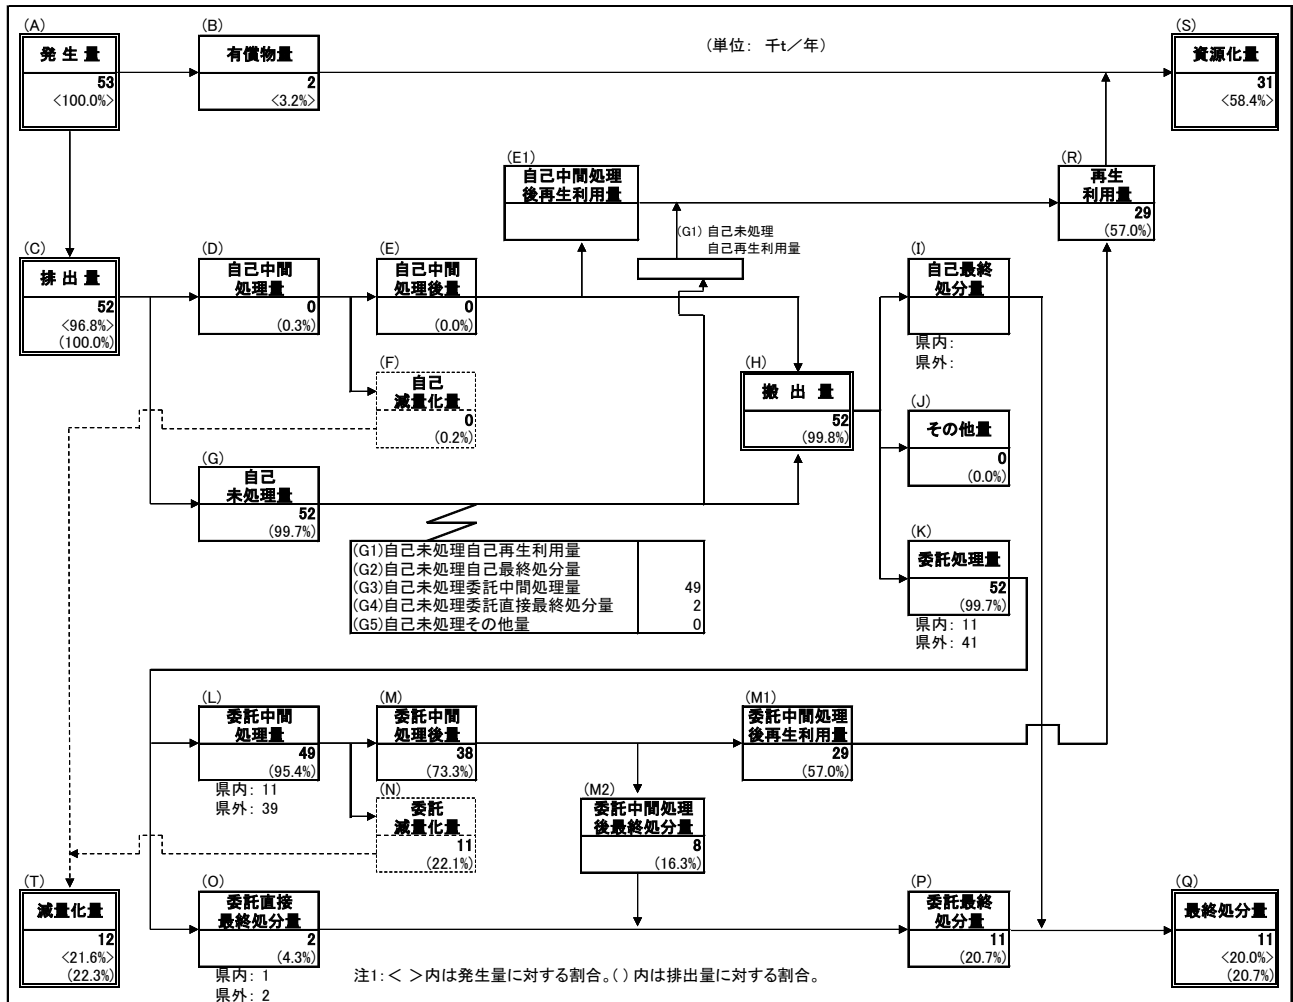 (A)
発生量
53
<100.0%>
(B)
有償物量
2
<3.2%>
(単位: 千t/年)
(S)
資源化量
31
<58.4%>
(E1)
自己中間処理
後再生利用量
(R)
再生
利用量
29
(57.0%)
(G1) 自己未処理
自己再生利用量
(C)
排出量
52
<96.8%>
(100.0%)
(D)
自己中間
処理量
0
(0.3%)
(E)
自己中間
処理後量
0
(0.0%)
(I)
自己最終
処分量
県内:
県外:
(F)
自己
減量化量
0
(0.2%)
(H)
搬出量
52
(99.8%)
(J)
その他量
0
(0.0%)
(G)
自己
未処理量
52
(99.7%)
(G1)自己未処理自己再生利用量
(G2)自己未処理自己最終処分量
(G3)自己未処理委託中間処理量 49
(G4)自己未処理委託直接最終処分量 2
(G5)自己未処理その他量 0
(K)
委託処理量
52
(99.7%)
県内: 11
県外: 41
(L)
委託中間
処理量
49
(95.4%)
県内: 11
県外: 39
(M)
委託中間
処理後量
38
(73.3%)
(M1)
委託中間処理
後再生利用量
29
(57.0%)
(N)
委託
減量化量
11
(22.1%)
(M2)
委託中間処理
後最終処分量
8
(16.3%)
(T)
減量化量
12
<21.6%>
(22.3%)
(O)
委託直接
最終処分量
2
(4.3%)
県内: 1
県外: 2
(P)
委託最終
処分量
11
(20.7%)
(Q)
最終処分量
11
<20.0%>
(20.7%)
注1:< >内は発生量に対する割合。( )内は排出量に対する割合。